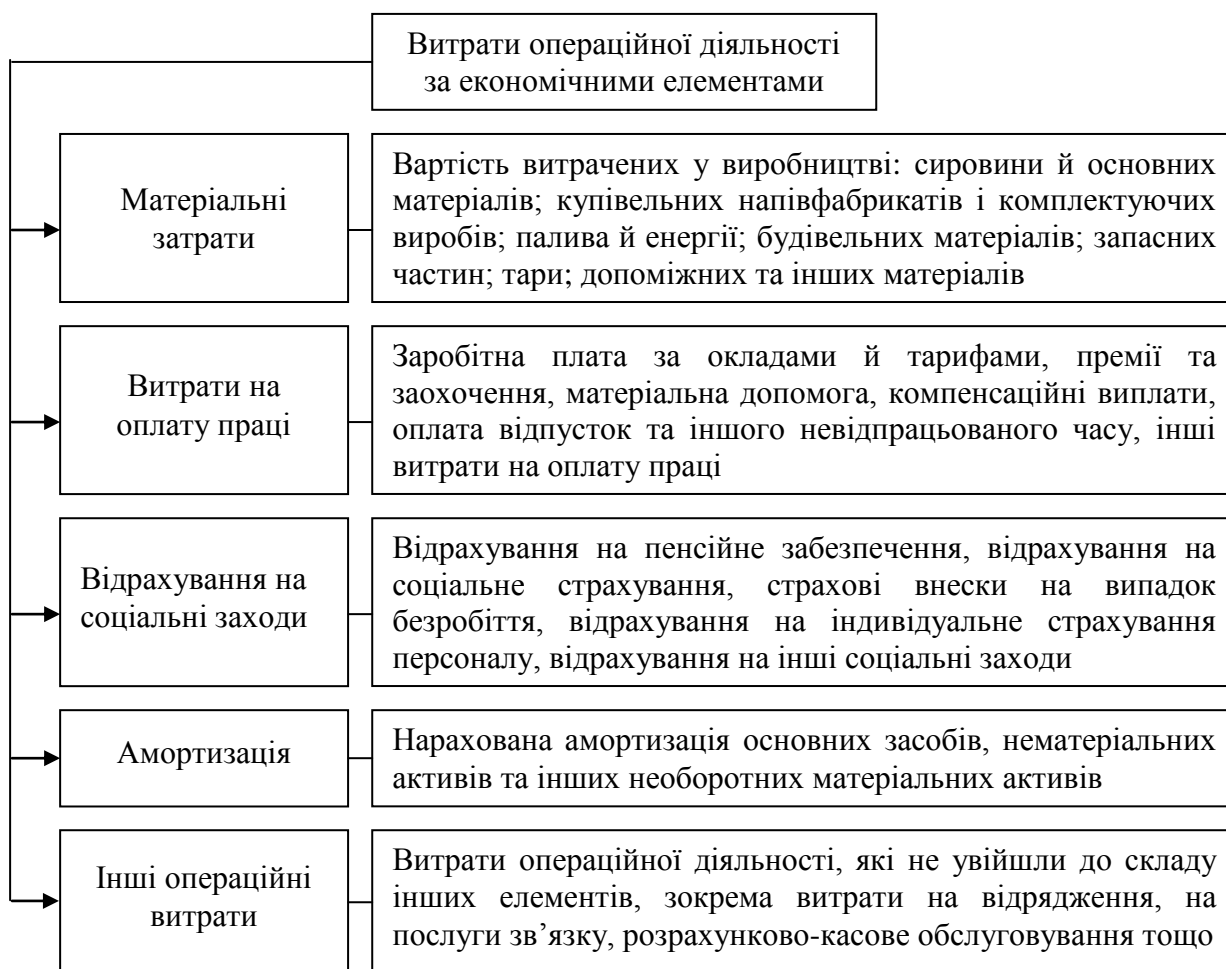 Витрати операційної діяльності
за економічними елементами
Матеріальні
затрати
Вартість витрачених у виробництві: сировини й основних
матеріалів; купівельних напівфабрикатів і комплектуючих
виробів; палива й енергії; будівельних матеріалів; запасних
частин; тари; допоміжних та інших матеріалів
Витрати на
оплату праці
Заробітна плата за окладами й тарифами, премії та
заохочення, матеріальна допомога, компенсаційні виплати,
оплата відпусток та іншого невідпрацьованого часу, інші
витрати на оплату праці
Відрахування на
соціальні заходи
Відрахування на пенсійне забезпечення, відрахування на
соціальне страхування, страхові внески на випадок
безробіття, відрахування на індивідуальне страхування
персоналу, відрахування на інші соціальні заходи
Амортизація
Нарахована амортизація основних засобів, нематеріальних
активів та інших необоротних матеріальних активів
Інші операційні
витрати
Витрати операційної діяльності, які не увійшли до складу
інших елементів, зокрема витрати на відрядження, на
послуги зв’язку, розрахунково-касове обслуговування тощо